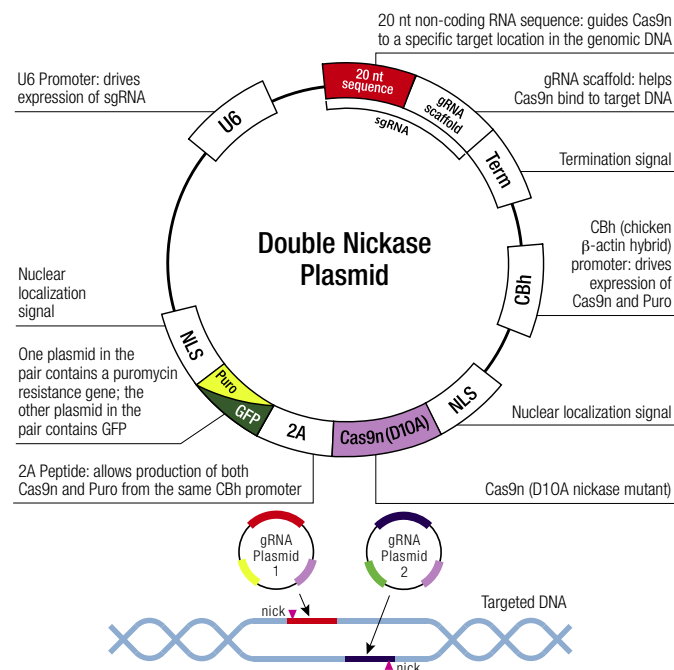 20 nt non-coding RNA sequence: guides Cas9n
to a specific target location in the genomic DNA
U6 Promoter: drives
expression of sgRNA
gRNA scaffold: helps
Cas9n bind to target DNA
20 nt
sequence
gRNA
scaffold
sgRNA
U6
Term
Termination signal
Double Nickase
Plasmid
CBh (chicken
β-actin hybrid)
promoter: drives
expression of
Cas9n and Puro
CBh
Nuclear
localization
signal
NLS
One plasmid in the
pair contains a puromycin
resistance gene; the
other plasmid in the
pair contains GFP
Puro
GFP
2A
Cas9n (D10A)
NLS
Nuclear localization signal
2A Peptide: allows production of both
Cas9n and Puro from the same CBh promoter
Cas9n (D10A nickase mutant)
gRNA
Plasmid
1
gRNA
Plasmid
2
nick
Targeted DNA
nick